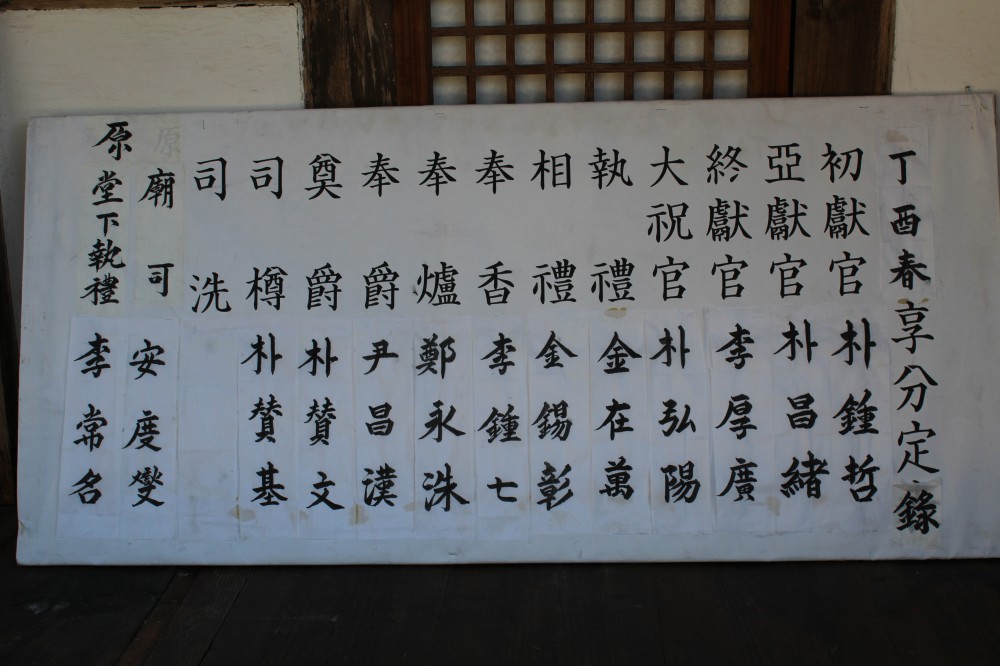 丁酉春享分定錄
初獻官 朴鍾哲
亞獻官 朴昌緖
終獻官 李厚廣
大祝官 朴弘陽
執禮 金在萬
相禮 金錫彰
奉香 李鍾七
奉爐 鄭永洙
奉爵 尹昌漢
奠爵 朴贊文
司樽 朴贊基
司洗
廟司 安度燮
原堂下執禮 李常名